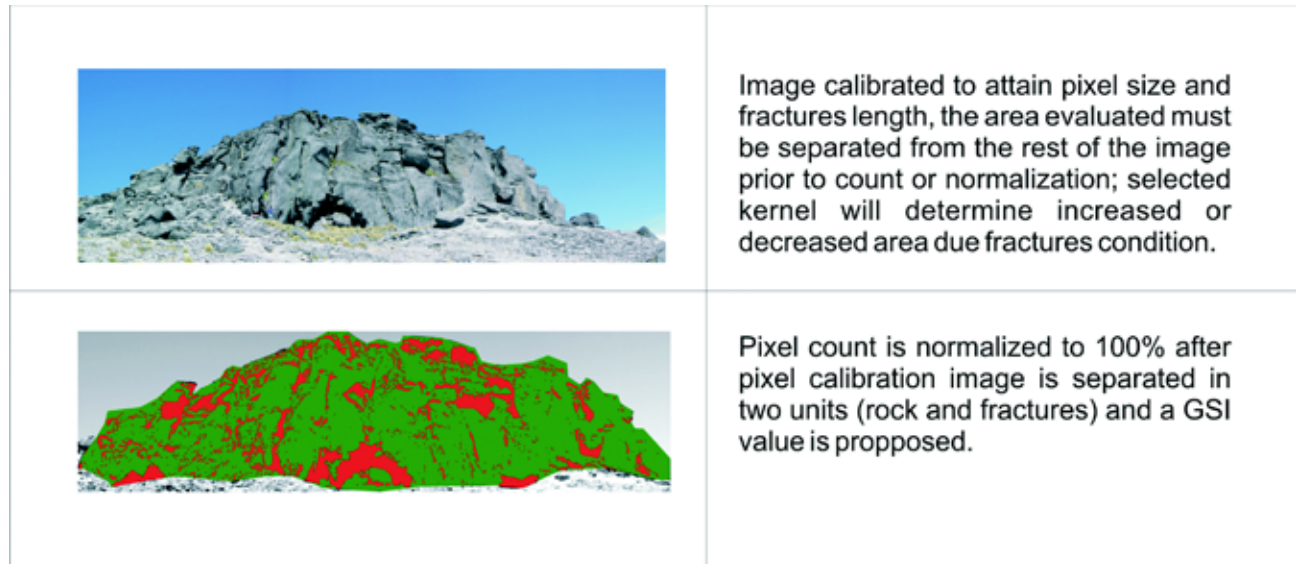 Image calibrated to attain pixel size and
fractures length, the area evaluated must
be separated from the rest of the image
prior to count or normalization; selected
kernel will determine increased or
decreased area due fractures condition.
Pixel count is normalized to 100% after
pixel calibration image is separated in
two units (rock and fractures) and a GSI
value is propposed.